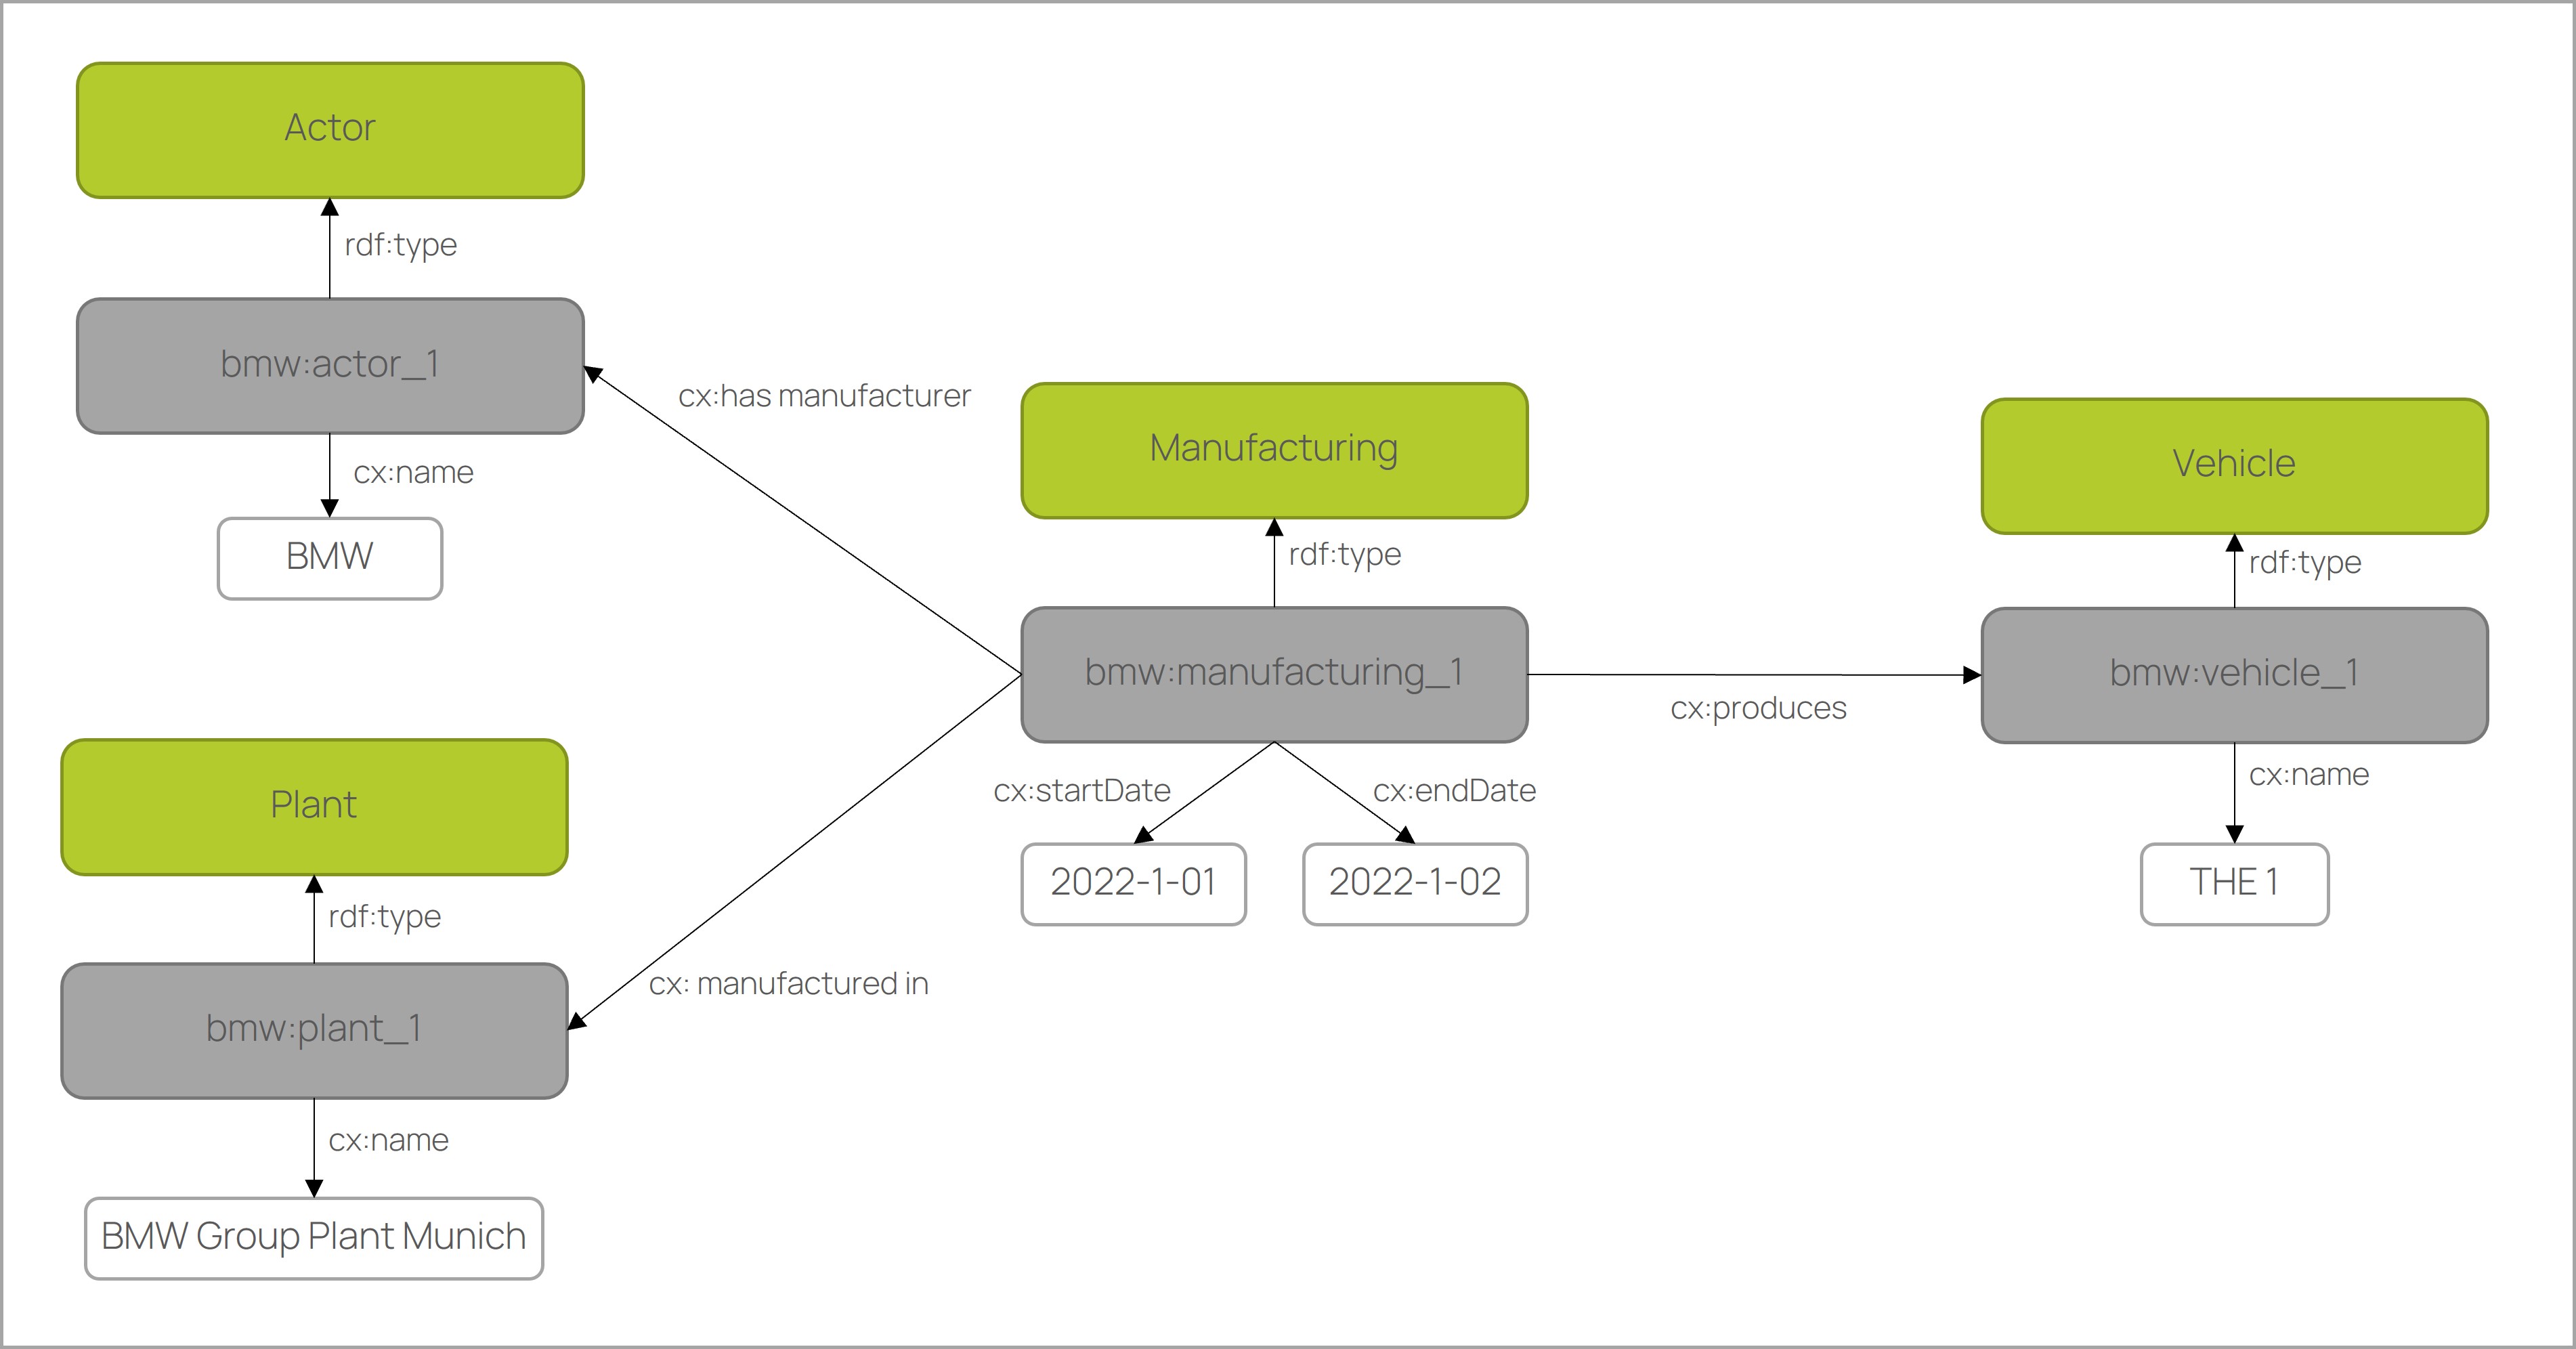 Actor
rdf:type
bmw:actor_1
cx:has manufacturer
cx:name
BMW
Manufacturing
rdf:type
bmw:manufacturing_1
cx:produces
cx:startDate
cx:endDate
2022-1-01
2022-1-02
Vehicle
rdf:type
bmw:vehicle_1
cx:name
THE 1
Plant
rdf:type
bmw:plant_1
cx: manufactured in
cx:name
BMW Group Plant Munich